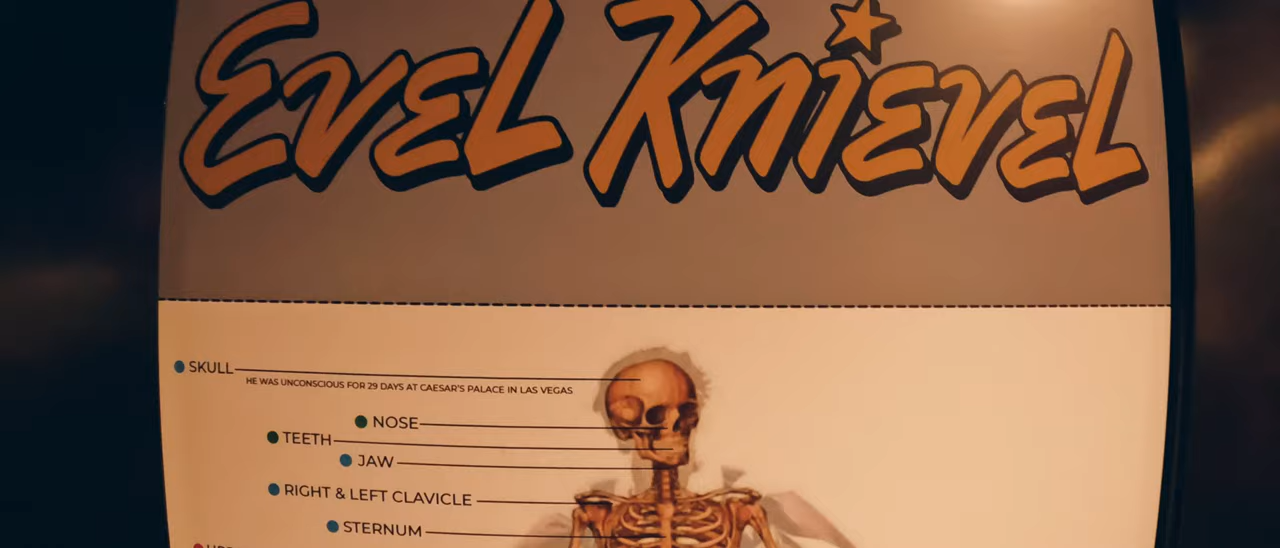 EVEL KNIEVEL
SKULL
HE WAS UNCONSCIOUS FOR 29 DAYS AT CAESAR'S PALACE IN LAS VEGAS
NOSE
TEETH
JAW
RIGHT & LEFT CLAVICLE
STERNUM